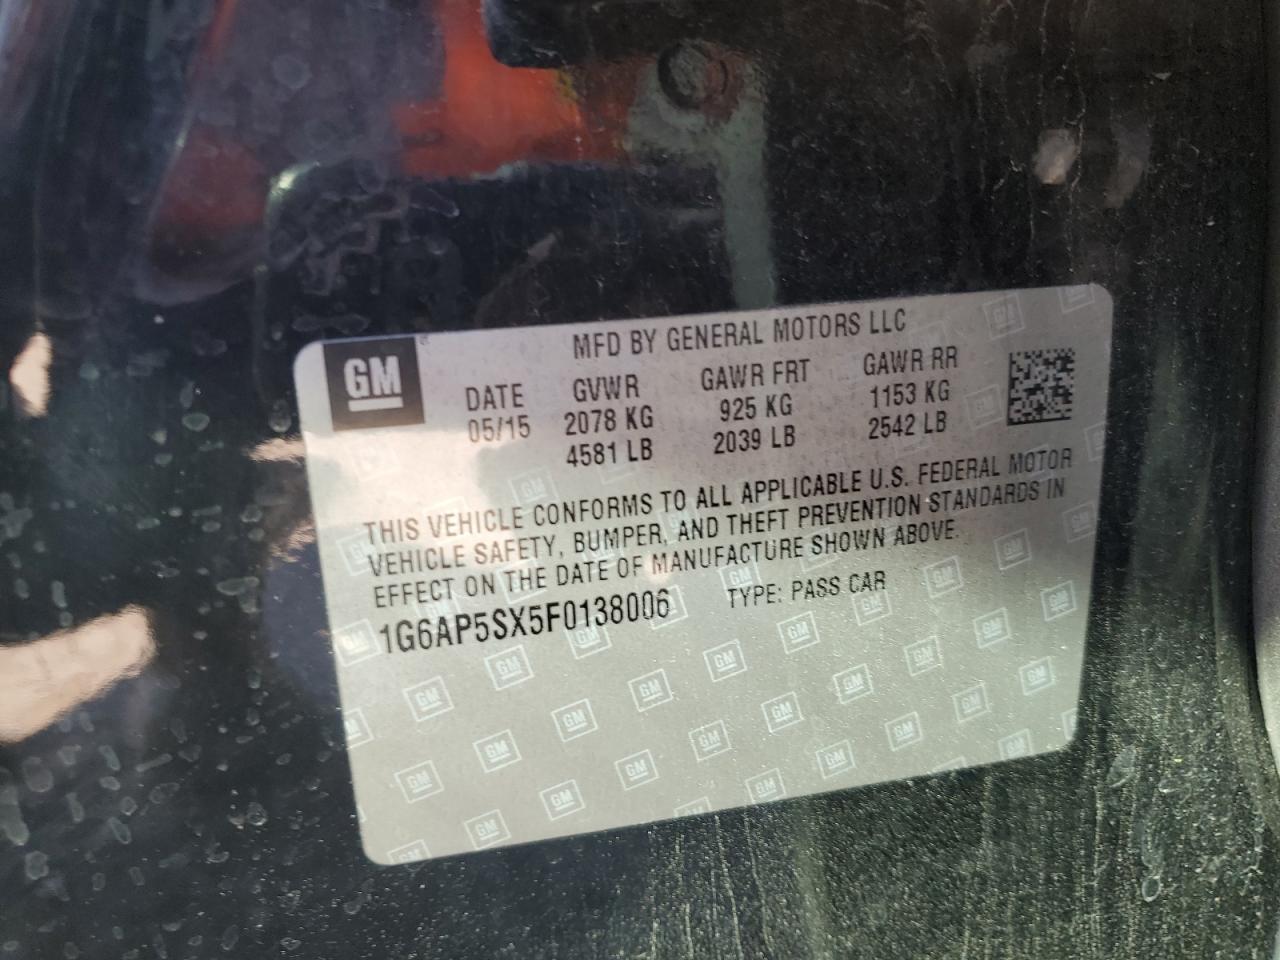 GM
MFD BY GENERAL MOTORS LLC
DATE GVWR GAWR FRT GAWR RR
05/15 2078 KG 925 KG 1153 KG
4581 LB 2039 LB 2542 LB
THIS VEHICLE CONFORMS TO ALL APPLICABLE U.S. FEDERAL MOTOR
VEHICLE SAFETY, BUMPER, AND THEFT PREVENTION STANDARDS IN
EFFECT ON THE DATE OF MANUFACTURE SHOWN ABOVE.
1G6AP5SX5F0138006 TYPE: PASS CAR